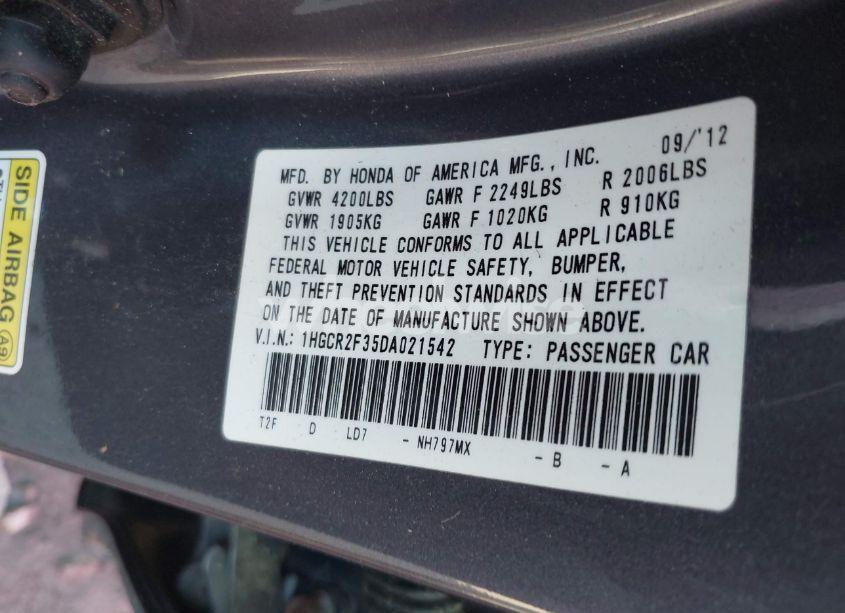 09/'12
MFD. BY HONDA OF AMERICA MFG., INC.
GVWR 4200LBS GAWR F 2249LBS R 2006LBS
GVWR 1905KG GAWR F 1020KG R 910KG
THIS VEHICLE CONFORMS TO ALL APPLICABLE
FEDERAL MOTOR VEHICLE SAFETY, BUMPER,
AND THEFT PREVENTION STANDARDS IN EFFECT
ON THE DATE OF MANUFACTURE SHOWN ABOVE.
V.I.N.: 1HGCR2F35DA021542 TYPE: PASSENGER CAR
T2F D LD7 - NH797MX - B - A
SIDE AIRBAG A9